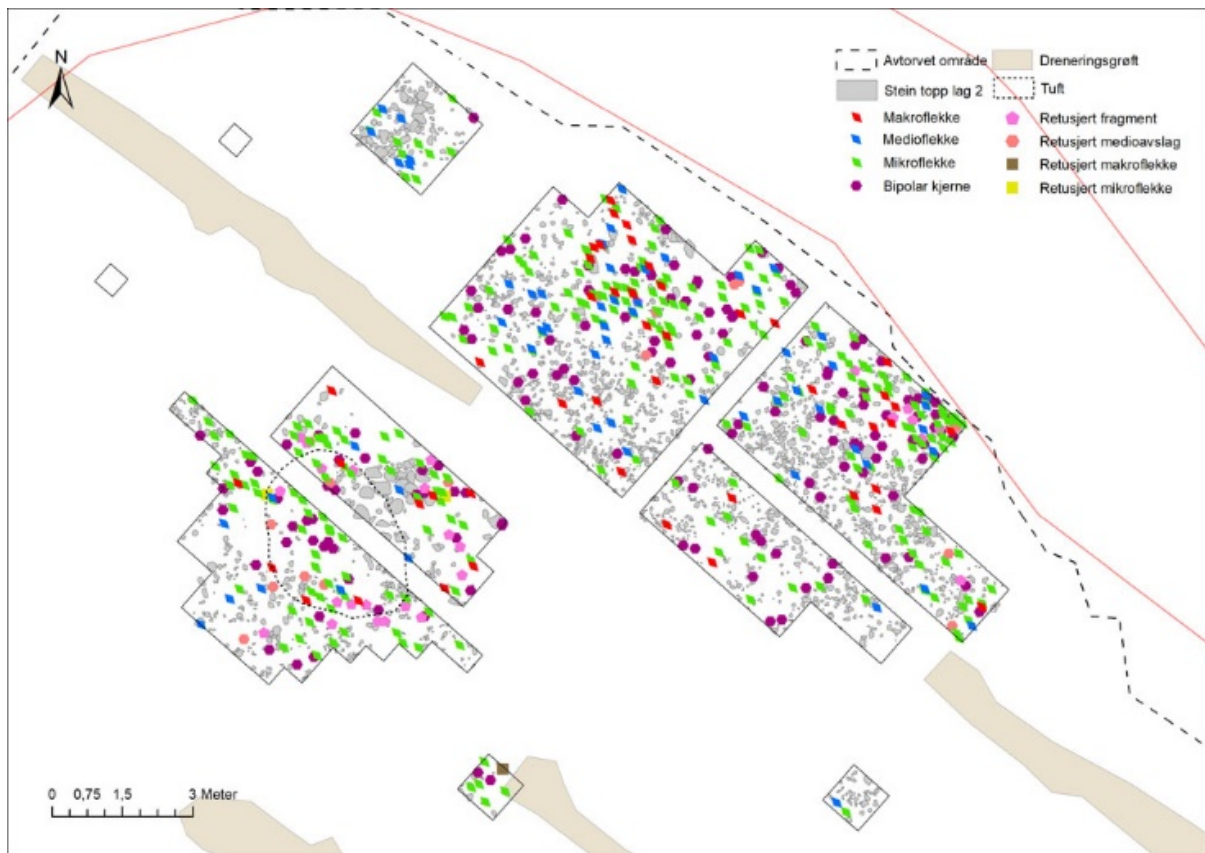 N
Avtorvet område
Dreneringsgrøft
Stein topp lag 2
Tuft
Makroflekke
Retusjert fragment
Medioflekke
Retusjert medioavslag
Mikroflekke
Retusjert makroflekke
Bipolar kjerne
Retusjert mikroflekke
0 0,75 1,5 3 Meter